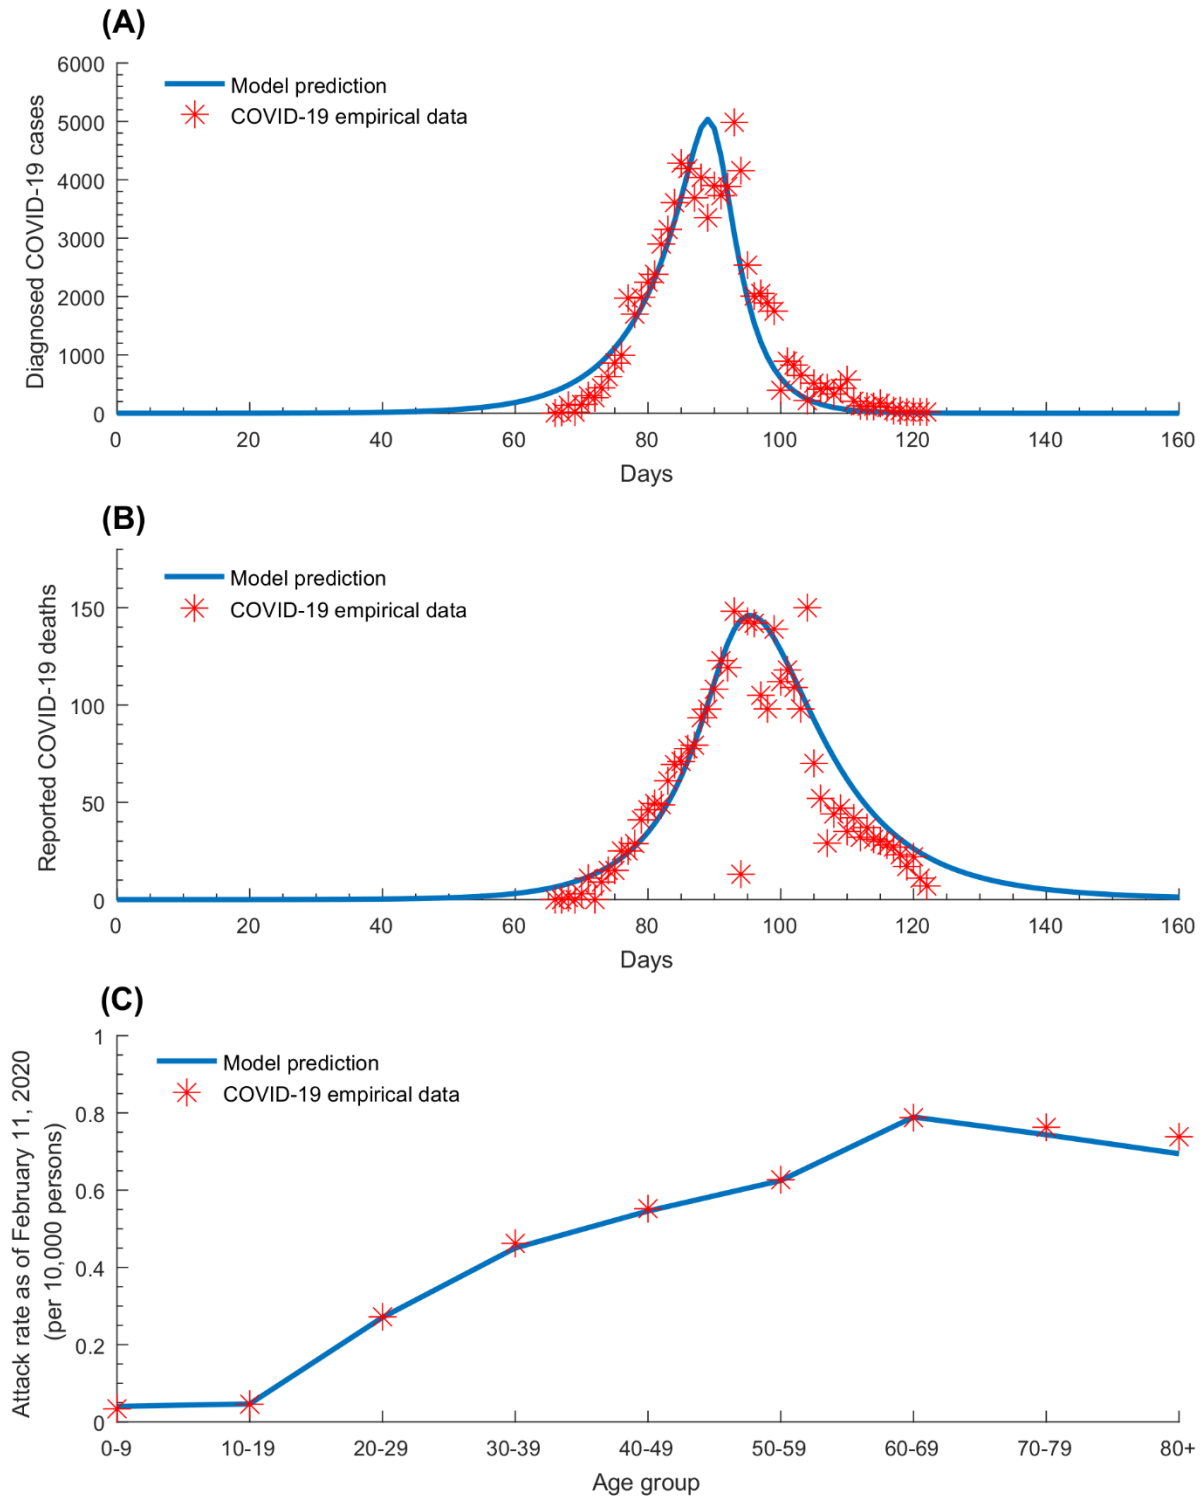 (A)
Diagnosed COVID-19 cases
6000
5000
4000
3000
2000
1000
0
Model prediction
COVID-19 empirical data
0 20 40 60 80 100 120 140 160
Days
(B)
Reported COVID-19 deaths
150
100
50
0
Model prediction
COVID-19 empirical data
0 20 40 60 80 100 120 140 160
Days
(C)
Attack rate as of February 11, 2020
(per 10,000 persons)
1
0.8
0.6
0.4
0.2
0
Model prediction
COVID-19 empirical data
0-9 10-19 20-29 30-39 40-49 50-59 60-69 70-79 80+
Age group